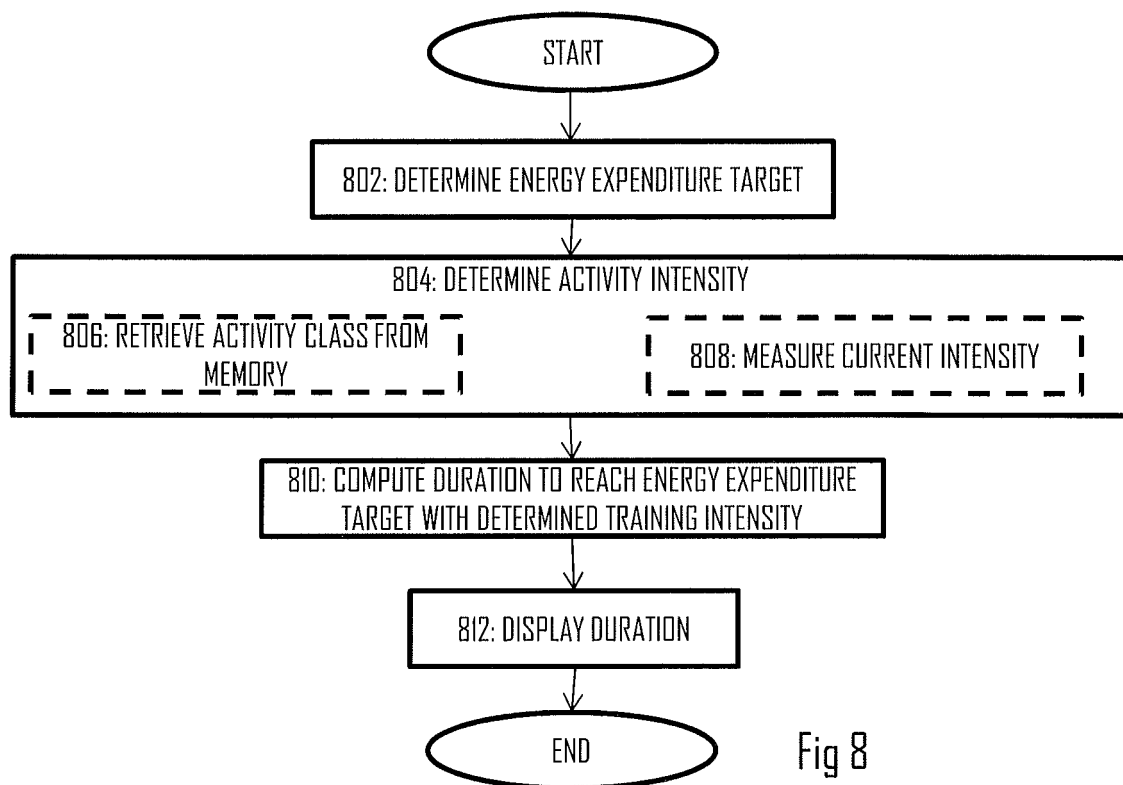 START
802: DETERMINE ENERGY EXPENDITURE TARGET
804: DETERMINE ACTIVITY INTENSITY
806: RETRIEVE ACTIVITY CLASS FROM
MEMORY
808: MEASURE CURRENT INTENSITY
810: COMPUTE DURATION TO REACH ENERGY EXPENDITURE
TARGET WITH DETERMINED TRAINING INTENSITY
812: DISPLAY DURATION
END
Fig 8